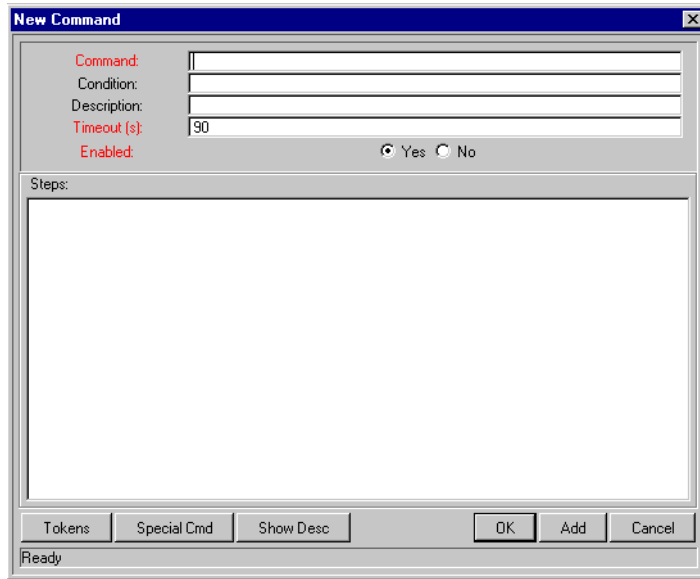 New Command
Command:
Condition:
Description:
Timeout (s): 90
Enabled: Yes No
Steps:
Tokens Special Cmd Show Desc OK Add Cancel
Ready